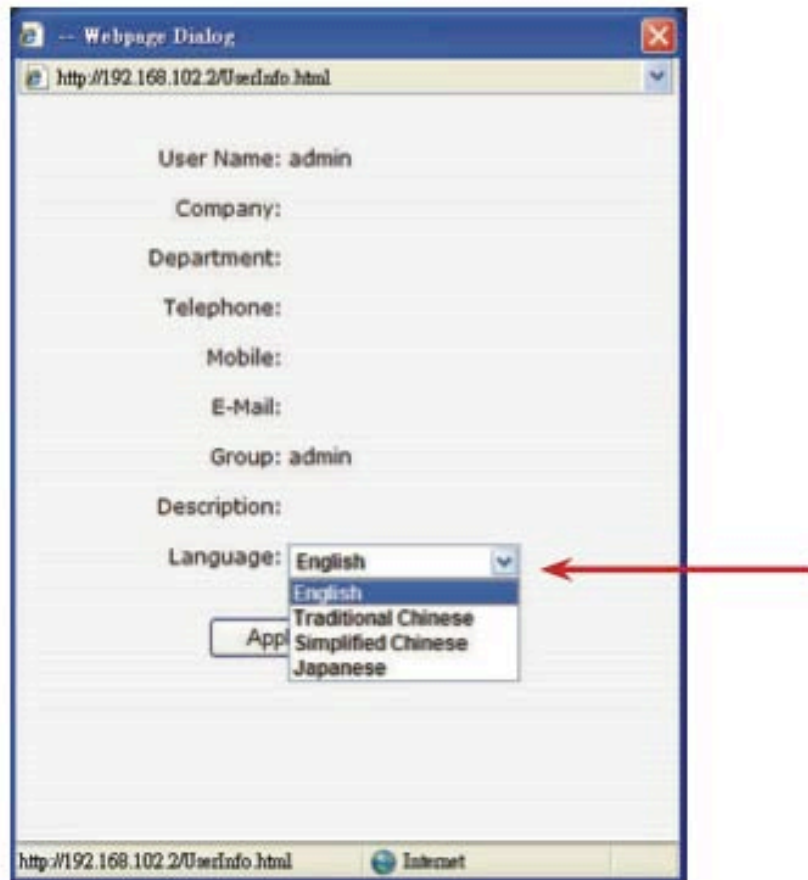 -- Webpage Dialog
http://192.168.102.2/UserInfo.html
User Name: admin
Company:
Department:
Telephone:
Mobile:
E-Mail:
Group: admin
Description:
Language: English
English
Traditional Chinese
Appl
Simplified Chinese
Japanese
http://192.168.102.2/UserInfo.html Internet